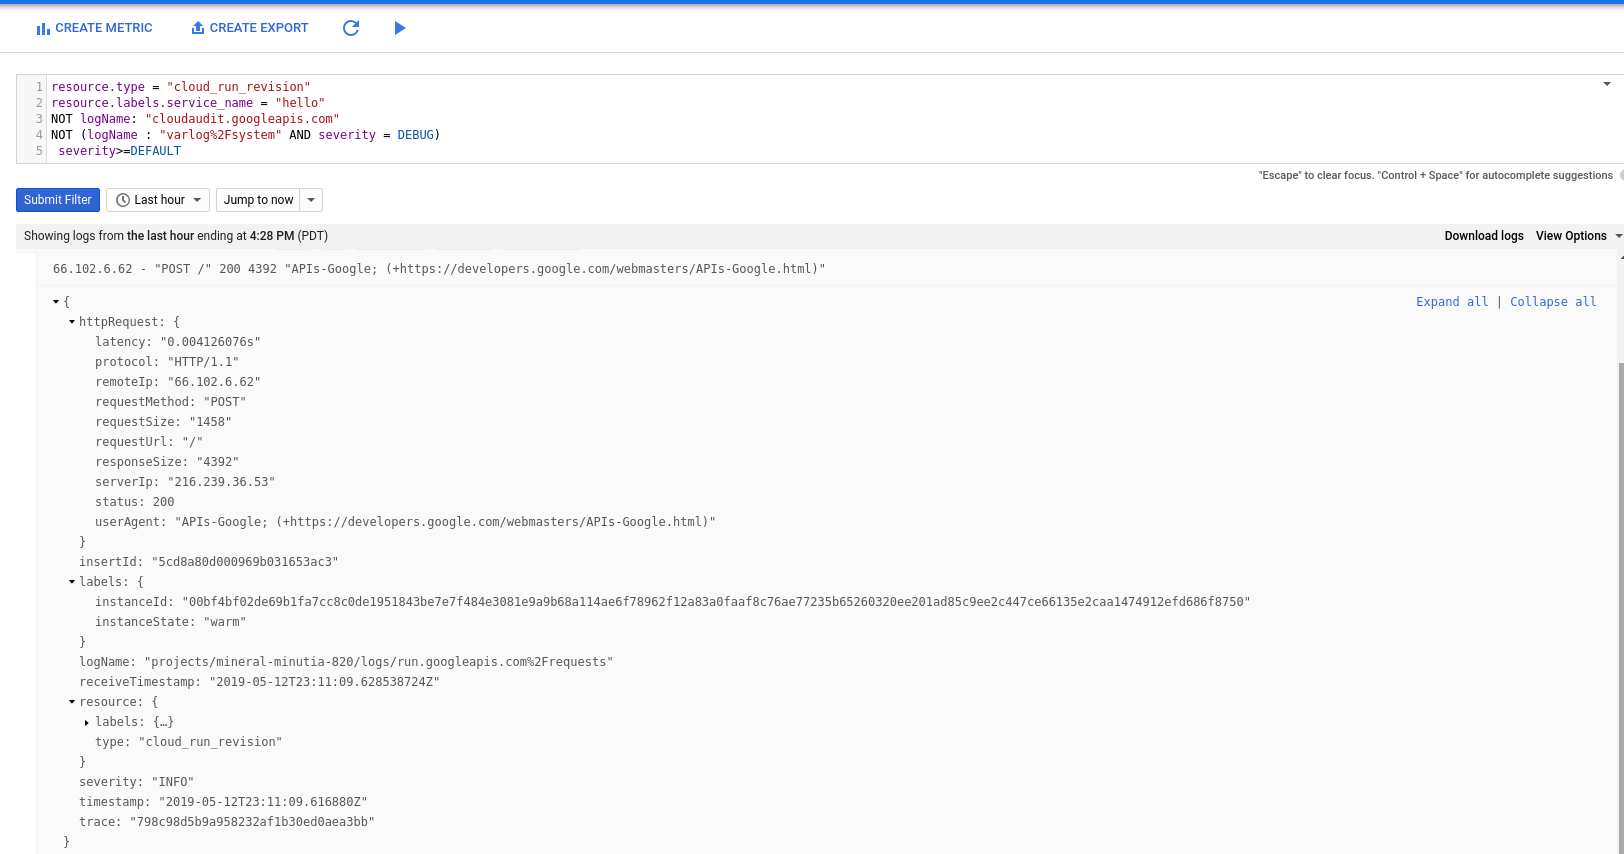 CREATE METRIC CREATE EXPORT
1 resource.type = "cloud_run_revision"
2 resource.labels.service_name = "hello"
3 NOT logName: "cloudaudit.googleapis.com"
4 NOT (logName : "varlog%2Fsystem" AND severity = DEBUG)
5 severity>=DEFAULT
"Escape" to clear focus. "Control + Space" for autocomplete suggestions
Submit Filter Last hour Jump to now
Showing logs from the last hour ending at 4:28 PM (PDT) Download logs View Options
66.102.6.62 - "POST /" 200 4392 "APIs-Google; (+https://developers.google.com/webmasters/APIs-Google.html)"
{ Expand all | Collapse all
httpRequest: {
latency: "0.004126076s"
protocol: "HTTP/1.1"
remoteIp: "66.102.6.62"
requestMethod: "POST"
requestSize: "1458"
requestUrl: "/"
responseSize: "4392"
serverIp: "216.239.36.53"
status: 200
userAgent: "APIs-Google; (+https://developers.google.com/webmasters/APIs-Google.html)"
}
insertId: "5cd8a80d000969b031653ac3"
labels: {
instanceId: "00bf4bf02de69b1fa7cc8c0de1951843be7e7f484e3081e9a9b68a114ae6f78962f12a83a0faaf8c76ae77235b65260320ee201ad85c9ee2c447ce66135e2caa1474912efd686f8750"
instanceState: "warm"
}
logName: "projects/mineral-minutia-820/logs/run.googleapis.com%2Frequests"
receiveTimestamp: "2019-05-12T23:11:09.628538724Z"
resource: {
labels: {…}
type: "cloud_run_revision"
}
severity: "INFO"
timestamp: "2019-05-12T23:11:09.616880Z"
trace: "798c98d5b9a958232af1b30ed0aea3bb"
}